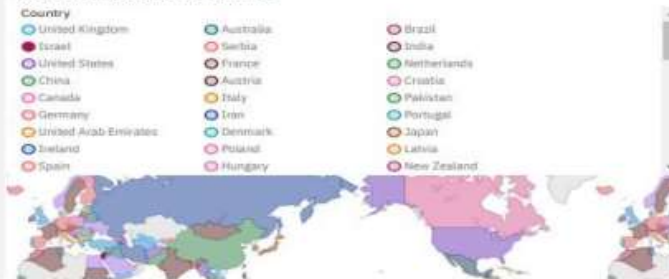 Country
United Kingdom
Australia
Brazil
Israel
Serbia
India
United States
France
Netherlands
China
Austria
Croatia
Canada
Italy
Pakistan
Germany
Iran
Portugal
United Arab Emirates
Denmark
Japan
Ireland
Poland
Latvia
Spain
Hungary
New Zealand